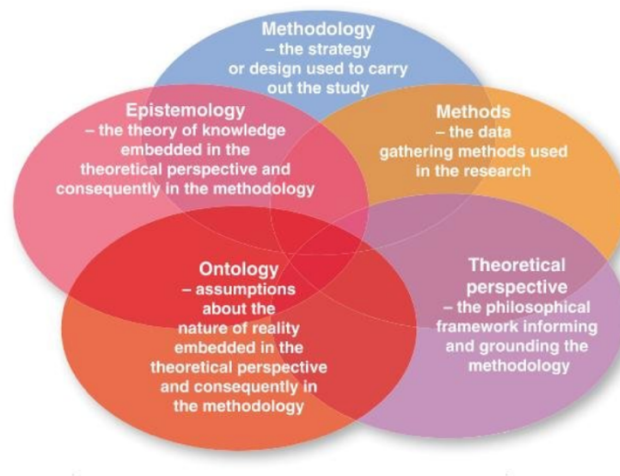 Methodology
– the strategy
or design used to carry
out the study
Epistemology
– the theory of knowledge
embedded in the
theoretical perspective and
consequently in the methodology
Methods
– the data
gathering methods used
in the research
Ontology
– assumptions
about the
nature of reality
embedded in the
theoretical perspective
and consequently in
the methodology
Theoretical
perspective
– the philosophical
framework informing
and grounding the
methodology